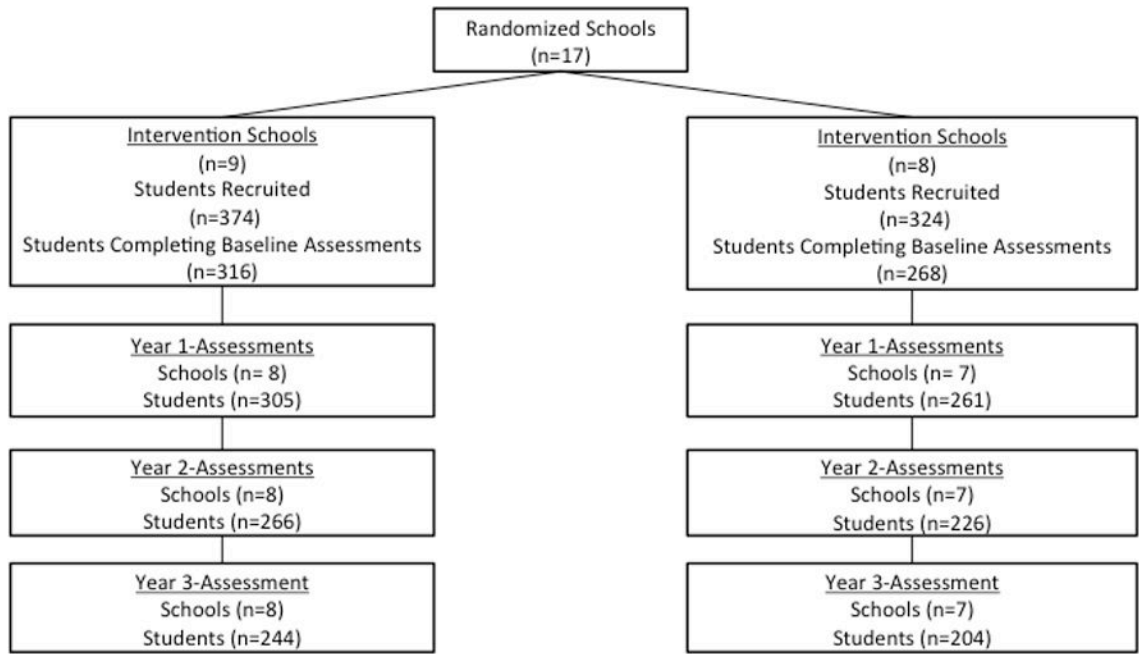 Randomized Schools
(n=17)
Intervention Schools
(n=9)
Students Recruited
(n=374)
Students Completing Baseline Assessments
(n=316)
Year 1-Assessments
Schools (n= 8)
Students (n=305)
Year 2-Assessments
Schools (n=8)
Students (n=266)
Year 3-Assessment
Schools (n=8)
Students (n=244)
Intervention Schools
(n=8)
Students Recruited
(n=324)
Students Completing Baseline Assessments
(n=268)
Year 1-Assessments
Schools (n= 7)
Students (n=261)
Year 2-Assessments
Schools (n=7)
Students (n=226)
Year 3-Assessment
Schools (n=7)
Students (n=204)